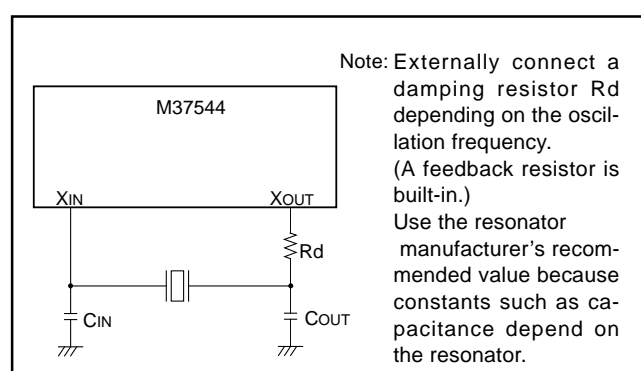 M37544
XIN
XOUT
Rd
CIN
COUT
Note: Externally connect a
damping resistor Rd
depending on the oscil-
lation frequency.
(A feedback resistor is
built-in.)
Use the resonator
manufacturer's recom-
mended value because
constants such as ca-
pacitance depend on
the resonator.